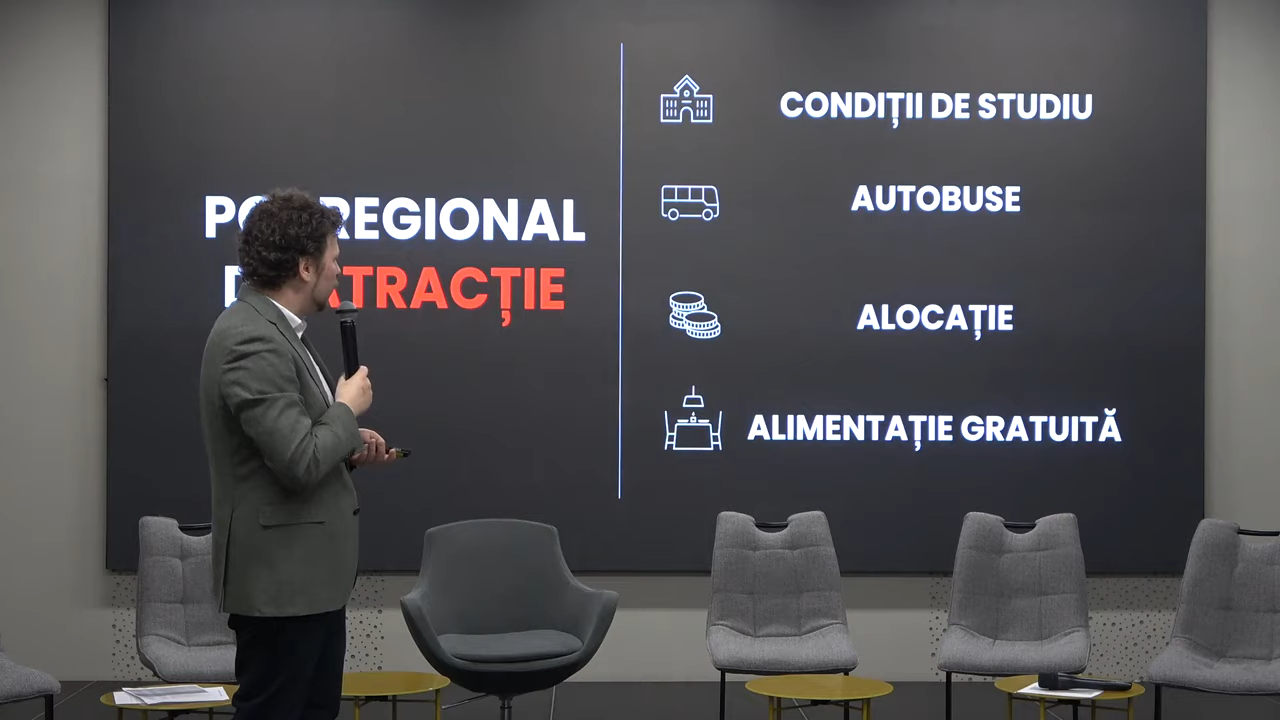 REGIONAL
ATRACȚIE
CONDIȚII DE STUDIU
AUTOBUSE
ALOCAȚIE
ALIMENTAȚIE GRATUITĂ